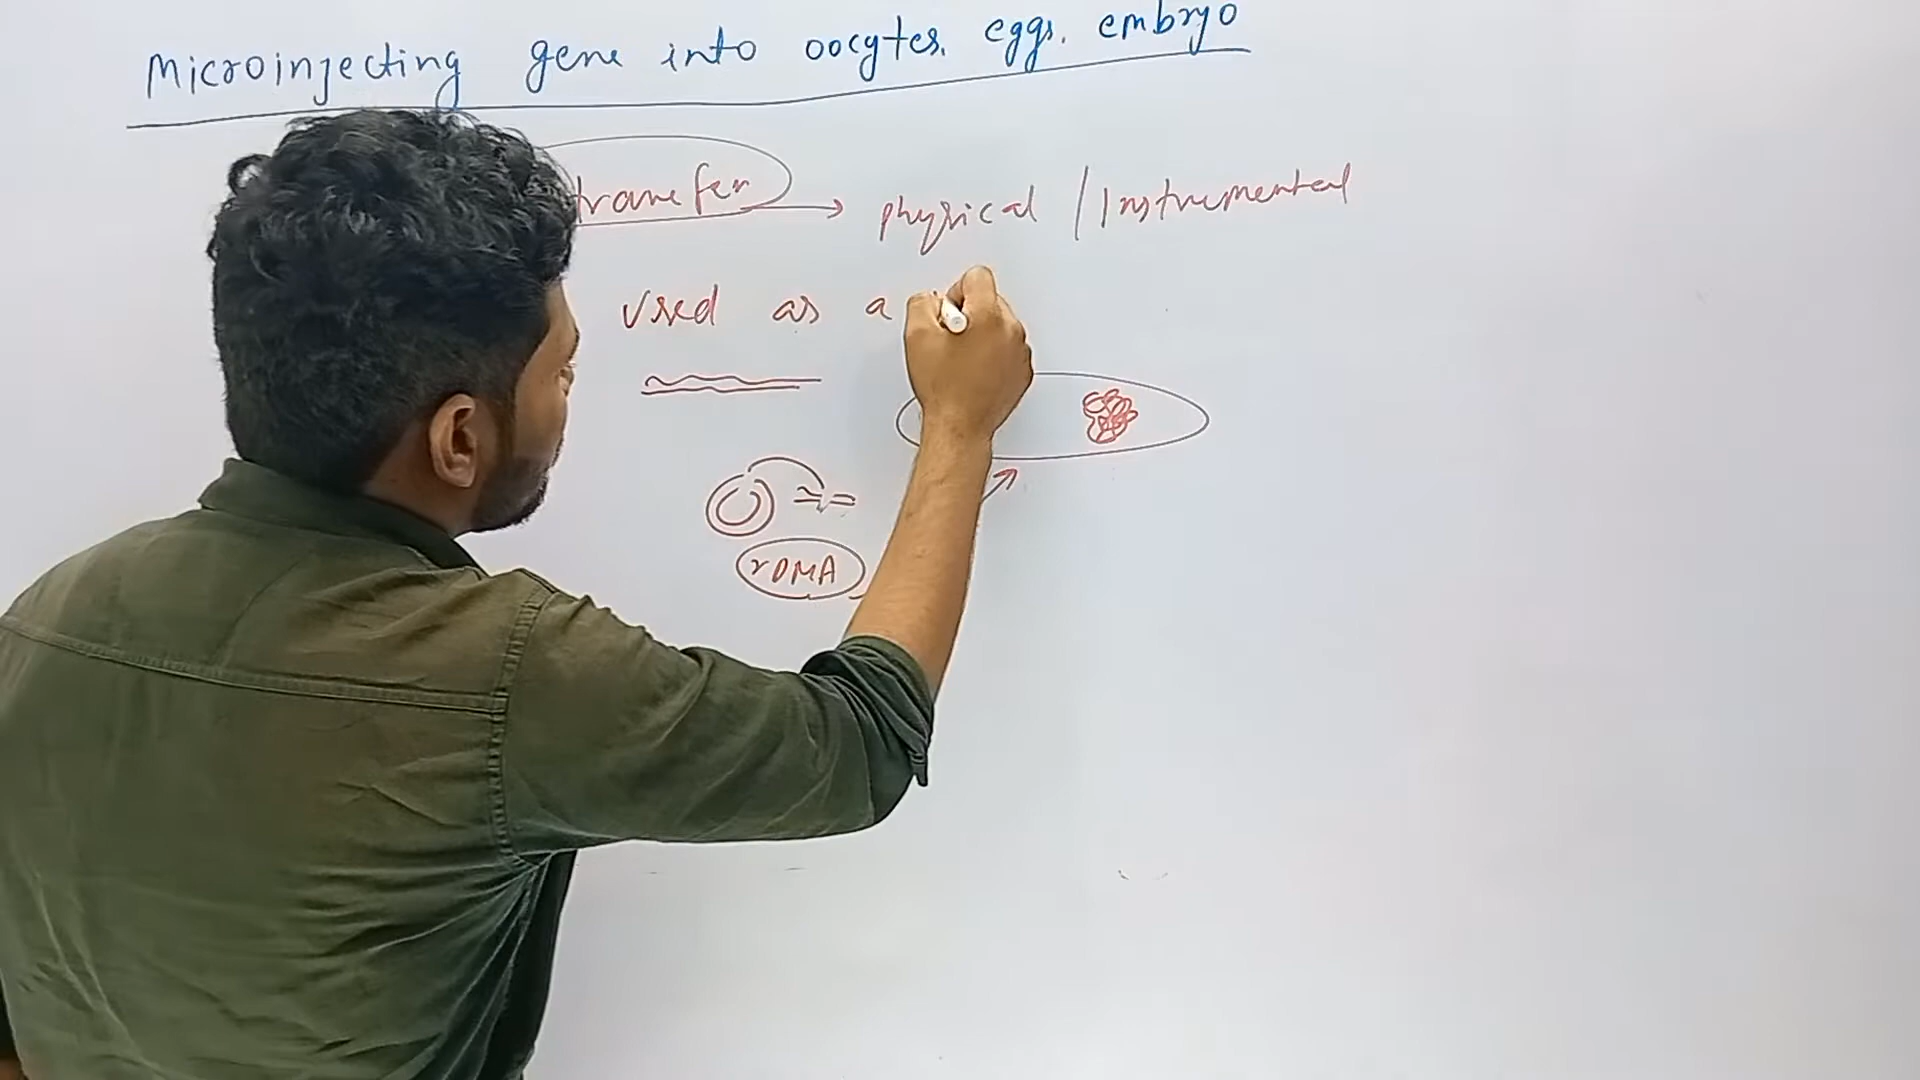 Microinjecting gene into oocytes, eggs, embryo
transfer → physical / Instrumental
Used as a
rDNA